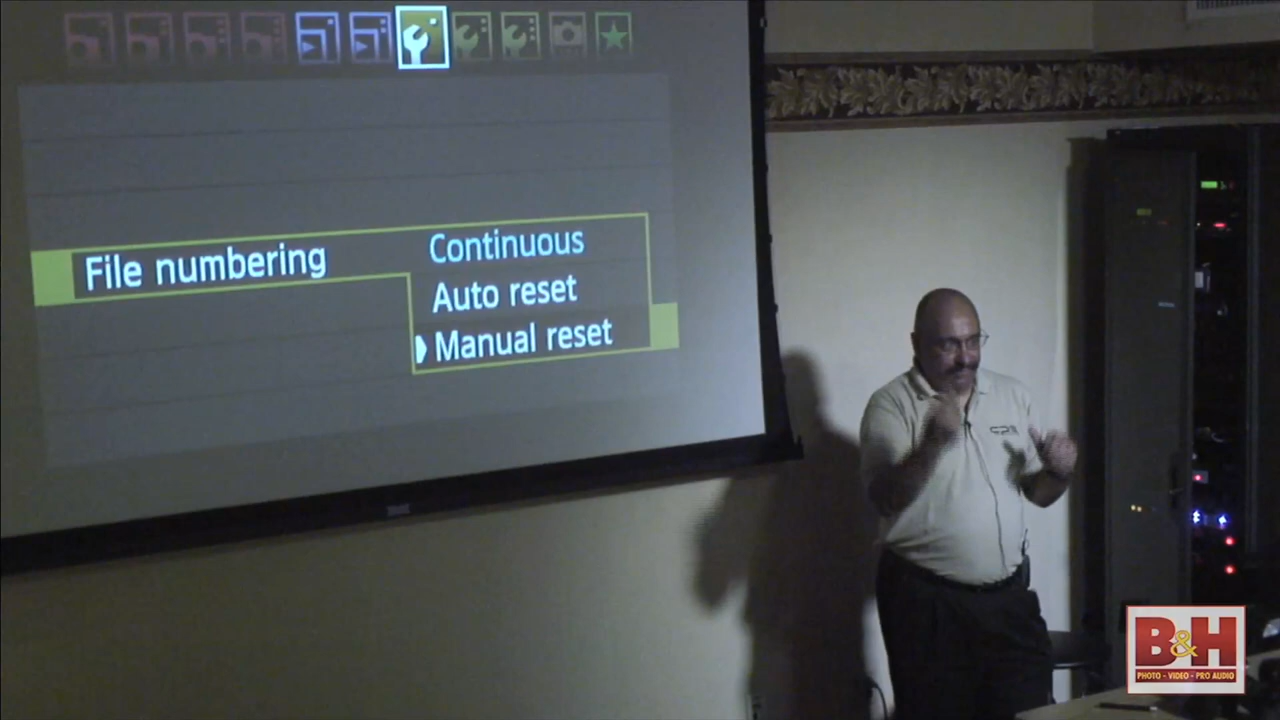 File numbering
Continuous
Auto reset
Manual reset
B&H
PHOTO - VIDEO - PRO AUDIO